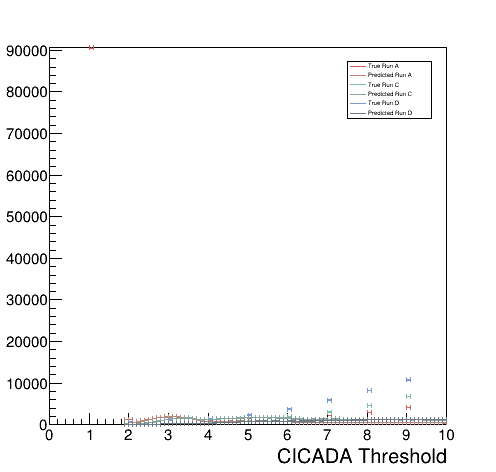 90000
80000
70000
60000
50000
40000
30000
20000
10000
0
True Run A
Predicted Run A
True Run C
Predicted Run C
True Run D
Predicted Run D
0 1 2 3 4 5 6 7 8 9 10
CICADA Threshold